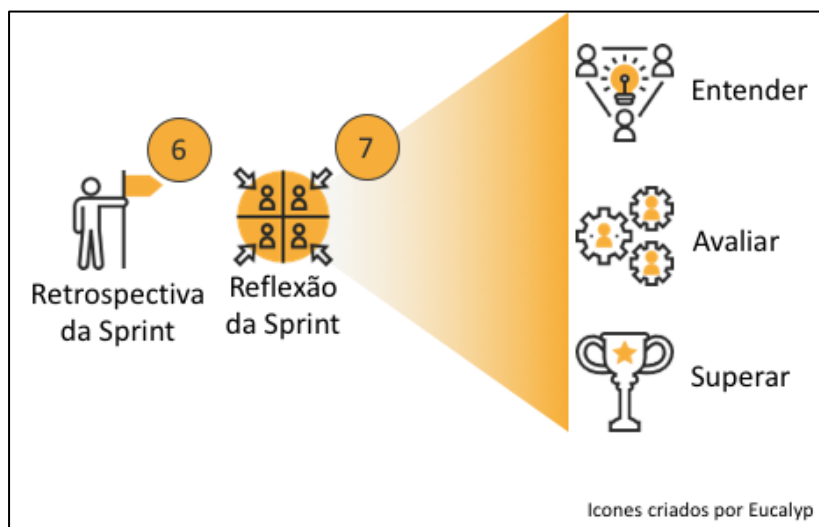 6
Retrospectiva
da Sprint
7
Reflexão
da Sprint
Entender
Avaliar
Superar
Icones criados por Eucalyp